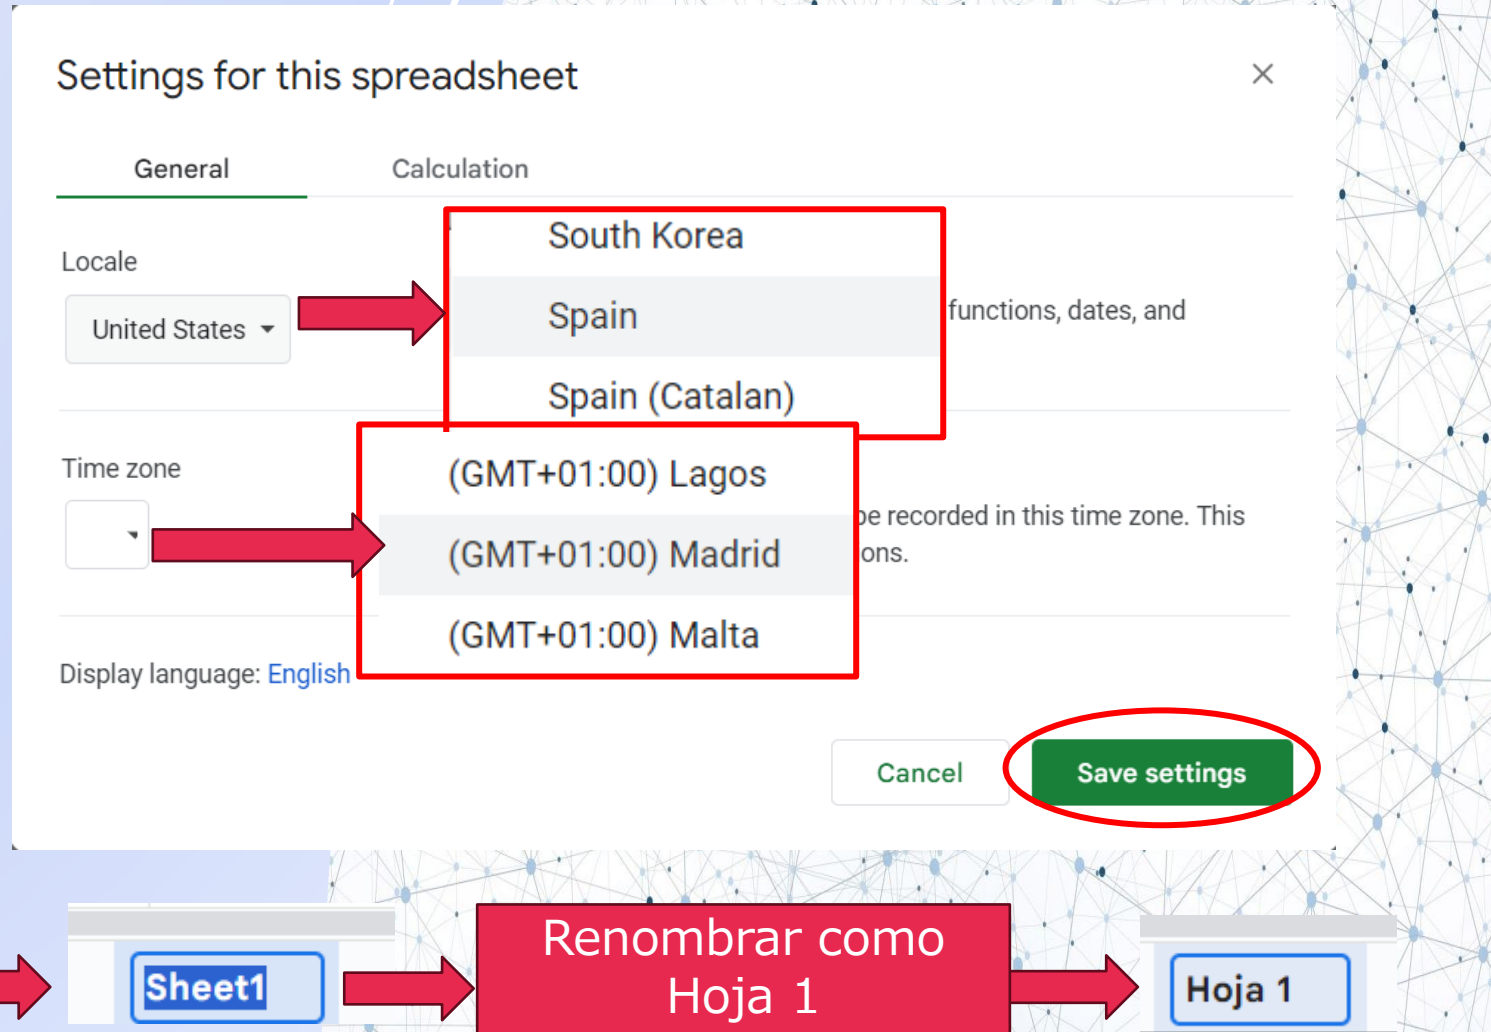 Settings for this spreadsheet
General
Calculation
Locale
United States
South Korea
Spain
Spain (Catalan)
functions, dates, and
Time zone
(GMT+01:00) Lagos
(GMT+01:00) Madrid
(GMT+01:00) Malta
be recorded in this time zone. This
ons.
Display language: English
Cancel
Save settings
Sheet1
Renombrar como
Hoja 1
Hoja 1